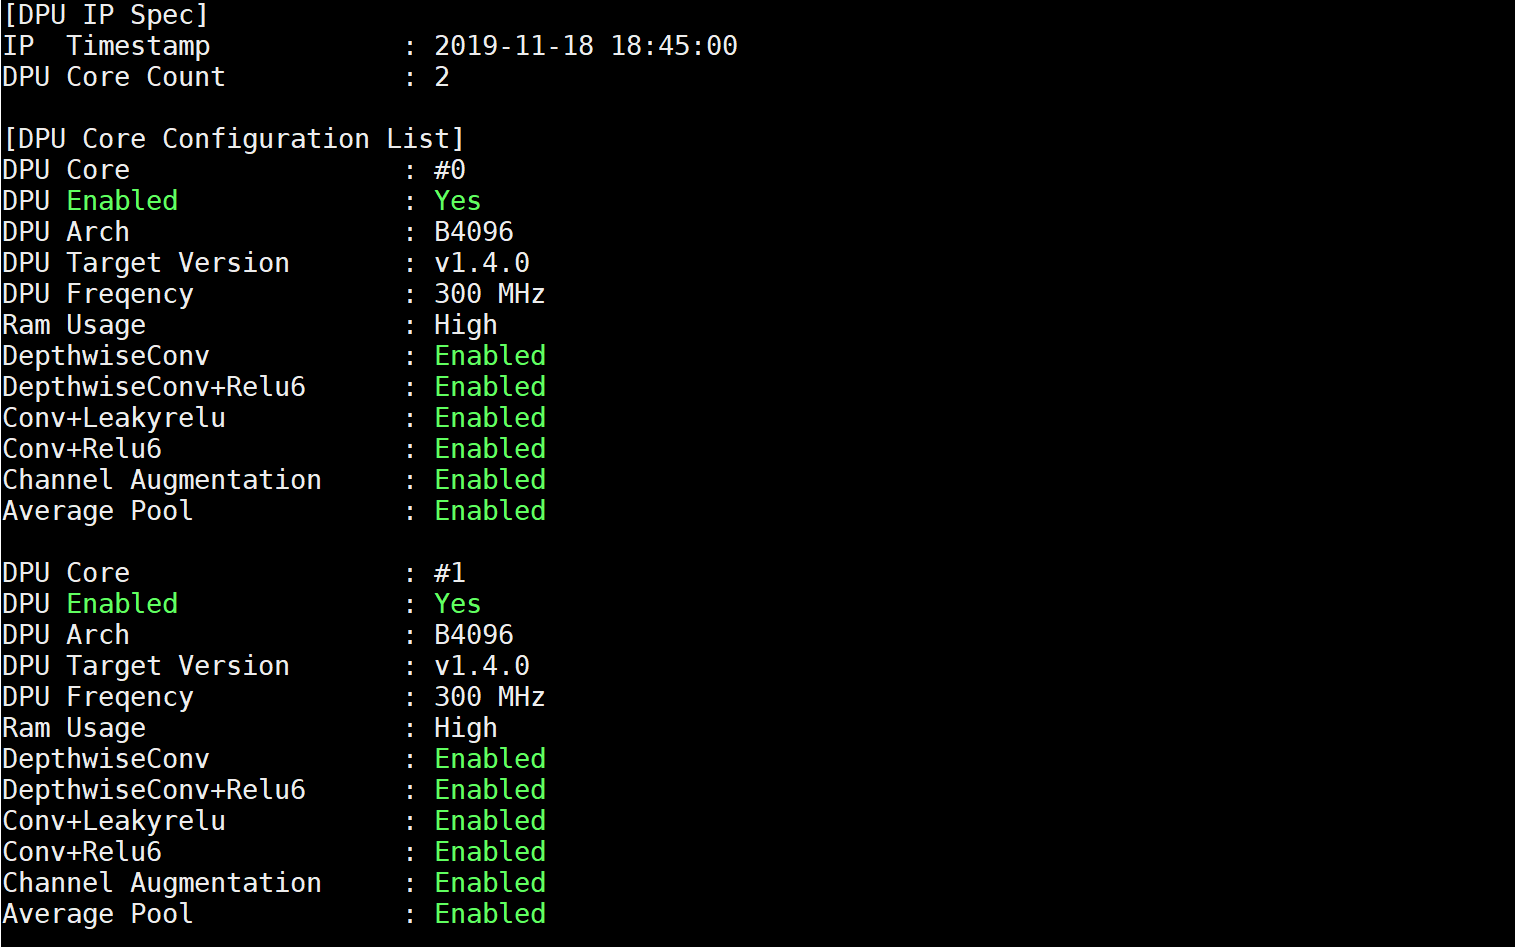 [DPU IP Spec]
IP  Timestamp            : 2019-11-18 18:45:00
DPU Core Count           : 2

[DPU Core Configuration List]
DPU Core                 : #0
DPU Enabled              : Yes
DPU Arch                 : B4096
DPU Target Version       : v1.4.0
DPU Freqency             : 300 MHz
Ram Usage                : High
DepthwiseConv            : Enabled
DepthwiseConv+Relu6      : Enabled
Conv+Leakyrelu           : Enabled
Conv+Relu6               : Enabled
Channel Augmentation     : Enabled
Average Pool             : Enabled

DPU Core                 : #1
DPU Enabled              : Yes
DPU Arch                 : B4096
DPU Target Version       : v1.4.0
DPU Freqency             : 300 MHz
Ram Usage                : High
DepthwiseConv            : Enabled
DepthwiseConv+Relu6      : Enabled
Conv+Leakyrelu           : Enabled
Conv+Relu6               : Enabled
Channel Augmentation     : Enabled
Average Pool             : Enabled